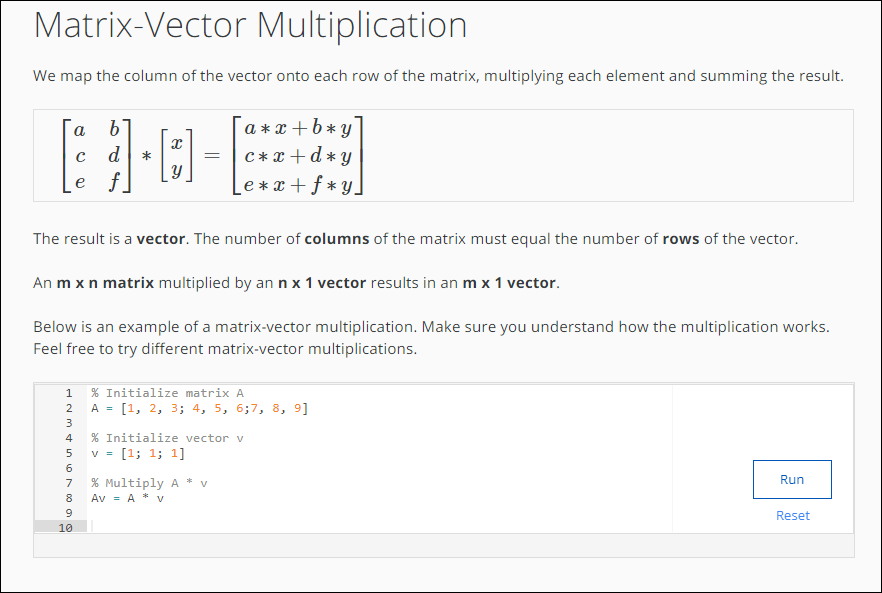 Matrix-Vector Multiplication
We map the column of the vector onto each row of the matrix, multiplying each element and summing the result.
[a b; c d; e f] * [x; y] = [a * x + b * y; c * x + d * y; e * x + f * y]
The result is a vector. The number of columns of the matrix must equal the number of rows of the vector.
An m x n matrix multiplied by an n x 1 vector results in an m x 1 vector.
Below is an example of a matrix-vector multiplication. Make sure you understand how the multiplication works.
Feel free to try different matrix-vector multiplications.
1 % Initialize matrix A
2 A = [1, 2, 3; 4, 5, 6;7, 8, 9]
3
4 % Initialize vector v
5 v = [1; 1; 1]
6
7 % Multiply A * v
8 Av = A * v
9
10
Run
Reset